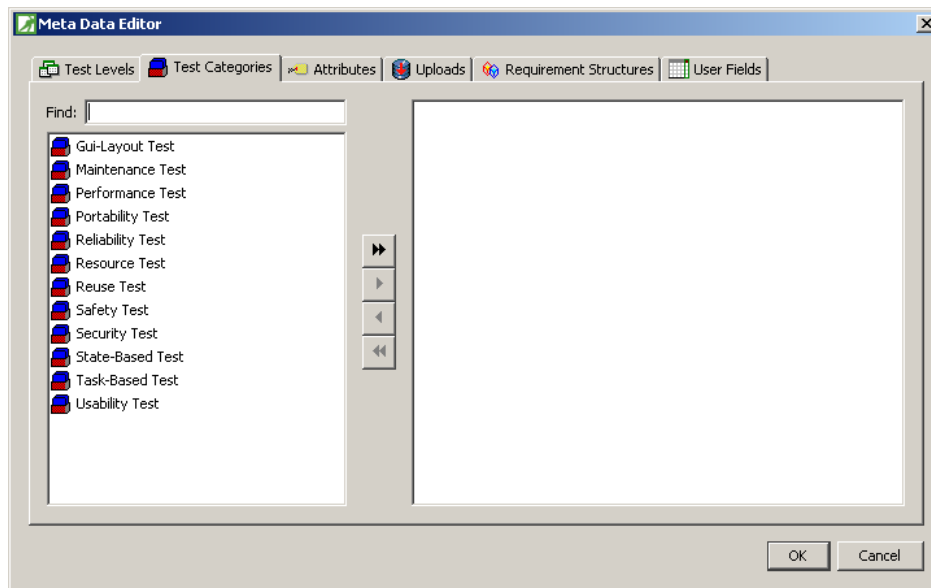 Meta Data Editor
Test Levels Test Categories Attributes Uploads Requirement Structures User Fields
Find:
Gui-Layout Test
Maintenance Test
Performance Test
Portability Test
Reliability Test
Resource Test
Reuse Test
Safety Test
Security Test
State-Based Test
Task-Based Test
Usability Test
OK Cancel